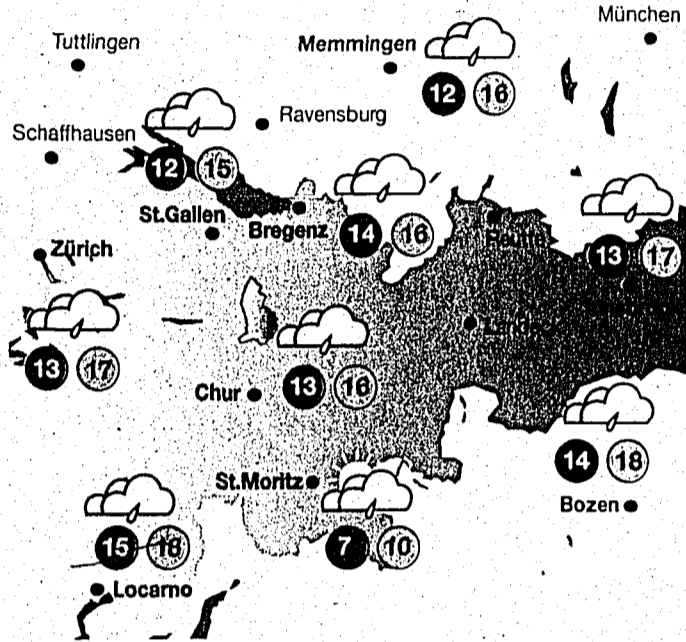 München
Tuttlingen
Memmingen
12 16
Ravensburg
Schaffhausen
12 15
St.Gallen
Bregenz
14 16
Reutte
13 17
Zürich
13 17
Chur
13 16
14 18
St.Moritz
Bozen
15 18
7 10
Locarno